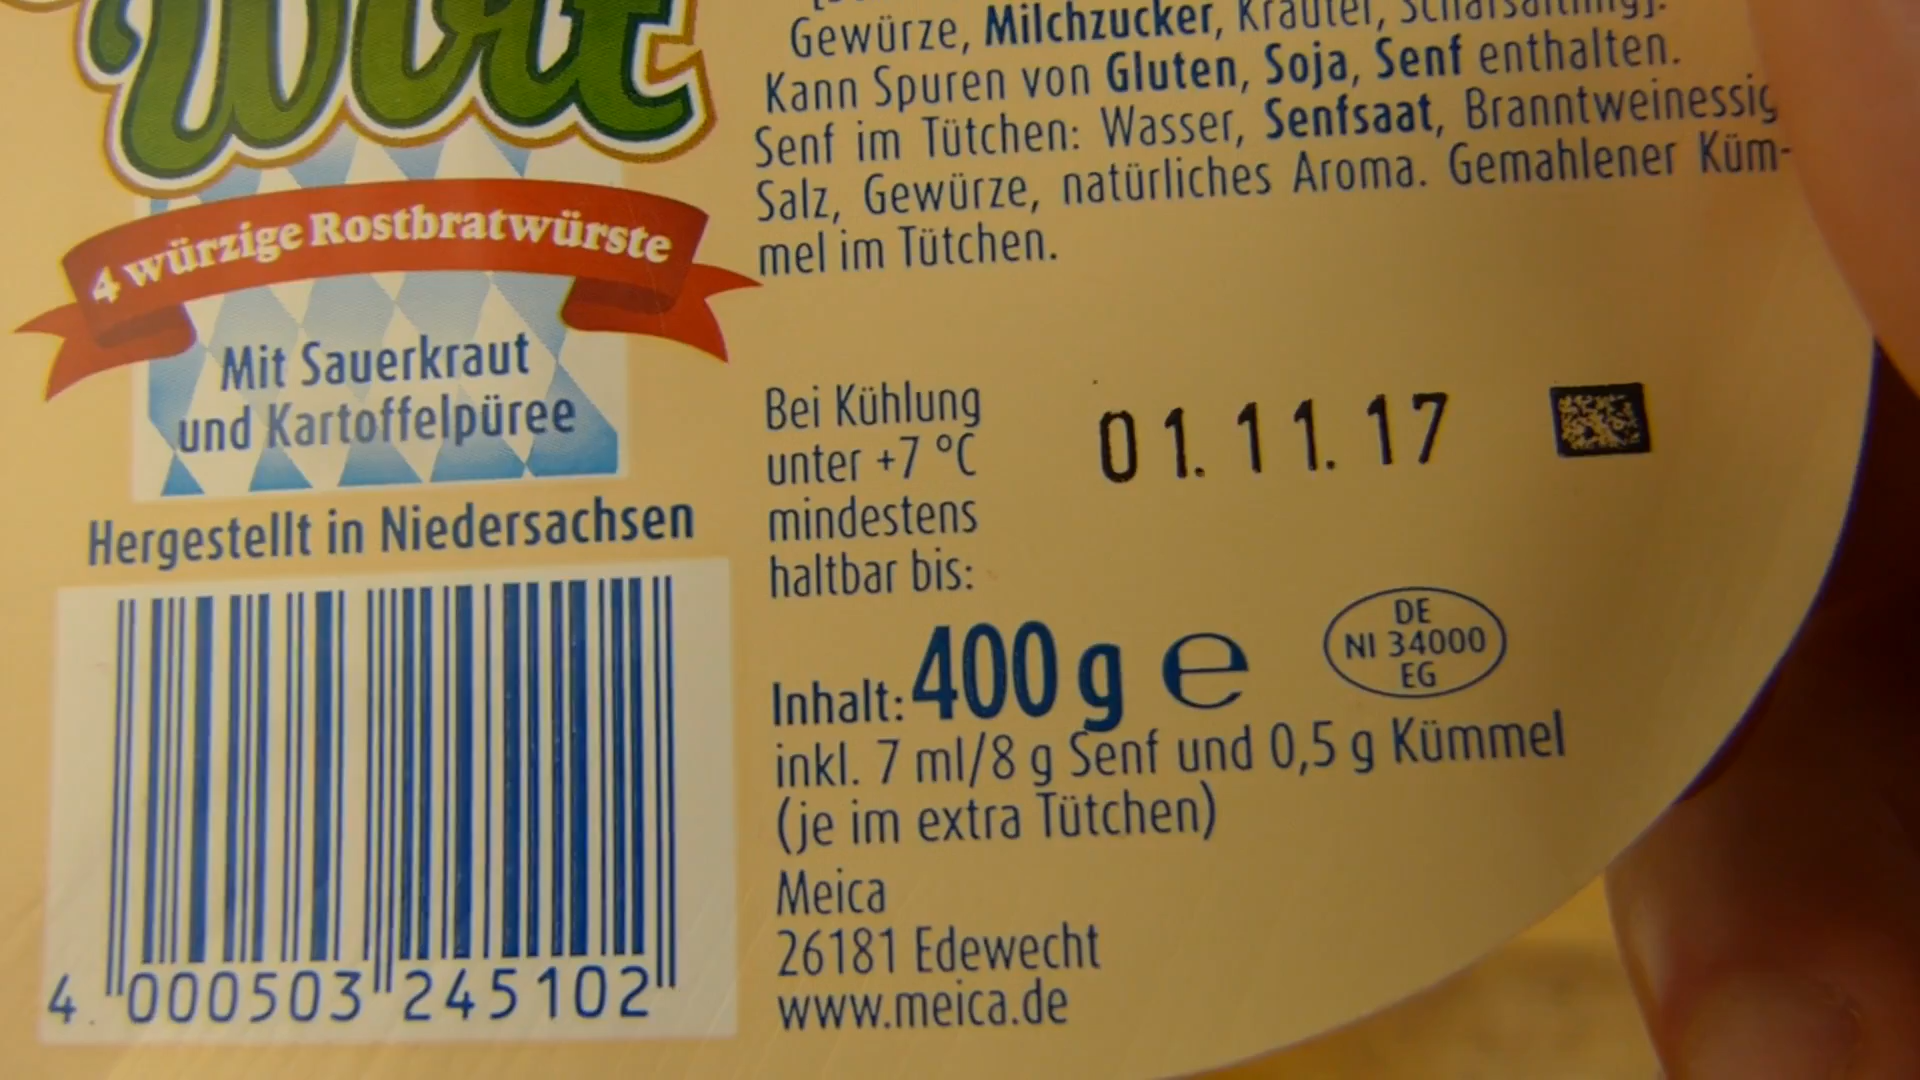 Wirt
4 würzige Rostbratwürste
Mit Sauerkraut
und Kartoffelpüree
Hergestellt in Niedersachsen
4 000503 245102
Gewürze, Milchzucker, Kräuter,
Kann Spuren von Gluten, Soja, Senf enthalten.
Senf im Tütchen: Wasser, Senfsaat, Branntweinessig
Salz, Gewürze, natürliches Aroma. Gemahlener Küm-
mel im Tütchen.
Bei Kühlung
unter +7 °C
mindestens
haltbar bis:
01.11.17
Inhalt: 400 g e
DE
NI 34000
EG
inkl. 7 ml/8 g Senf und 0,5 g Kümmel
(je im extra Tütchen)
Meica
26181 Edewecht
www.meica.de